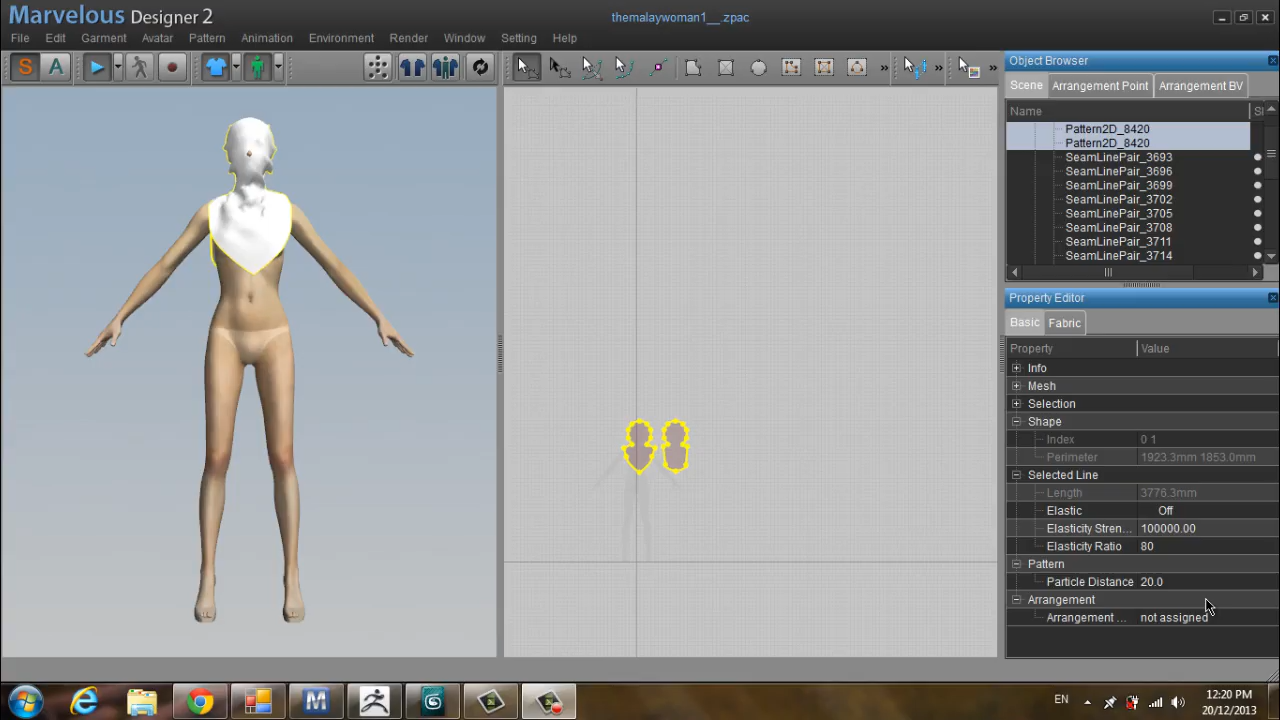 Marvelous Designer 2
themalaywoman1__.zpac
File Edit Garment Avatar Pattern Animation Environment Render Window Setting Help
S A
Object Browser
Scene Arrangement Point Arrangement BV
Name
Pattern2D_8420
Pattern2D_8420
SeamLinePair_3693
SeamLinePair_3696
SeamLinePair_3699
SeamLinePair_3702
SeamLinePair_3705
SeamLinePair_3708
SeamLinePair_3711
SeamLinePair_3714
Property Editor
Basic Fabric
Property Value
Info
Mesh
Selection
Shape
Index 0 1
Perimeter 1923.3mm 1853.0mm
Selected Line
Length 3776.3mm
Elastic Off
Elasticity Stren... 100000.00
Elasticity Ratio 80
Pattern
Particle Distance 20.0
Arrangement
Arrangement ... not assigned
EN
12:20 PM
20/12/2013